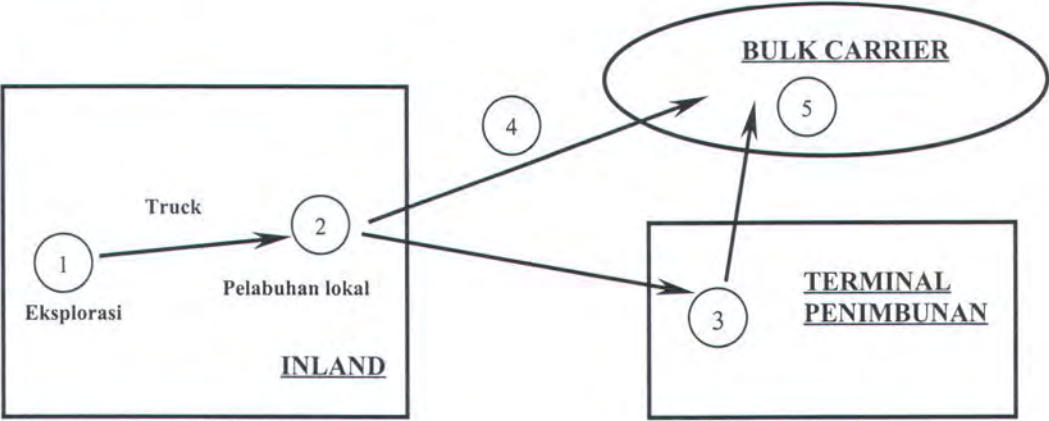 BULK CARRIER
5
4
Truck
2
1
Pelabuhan lokal
Eksplorasi
INLAND
TERMINAL
PENIMBUNAN
3